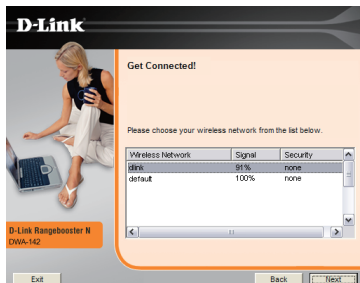 D-Link
Get Connected!
Please choose your wireless network from the list below.
Wireless Network Signal Security
dlink 91% none
default 100% none
D-Link Rangebooster N
DWA-142
Exit Back Next